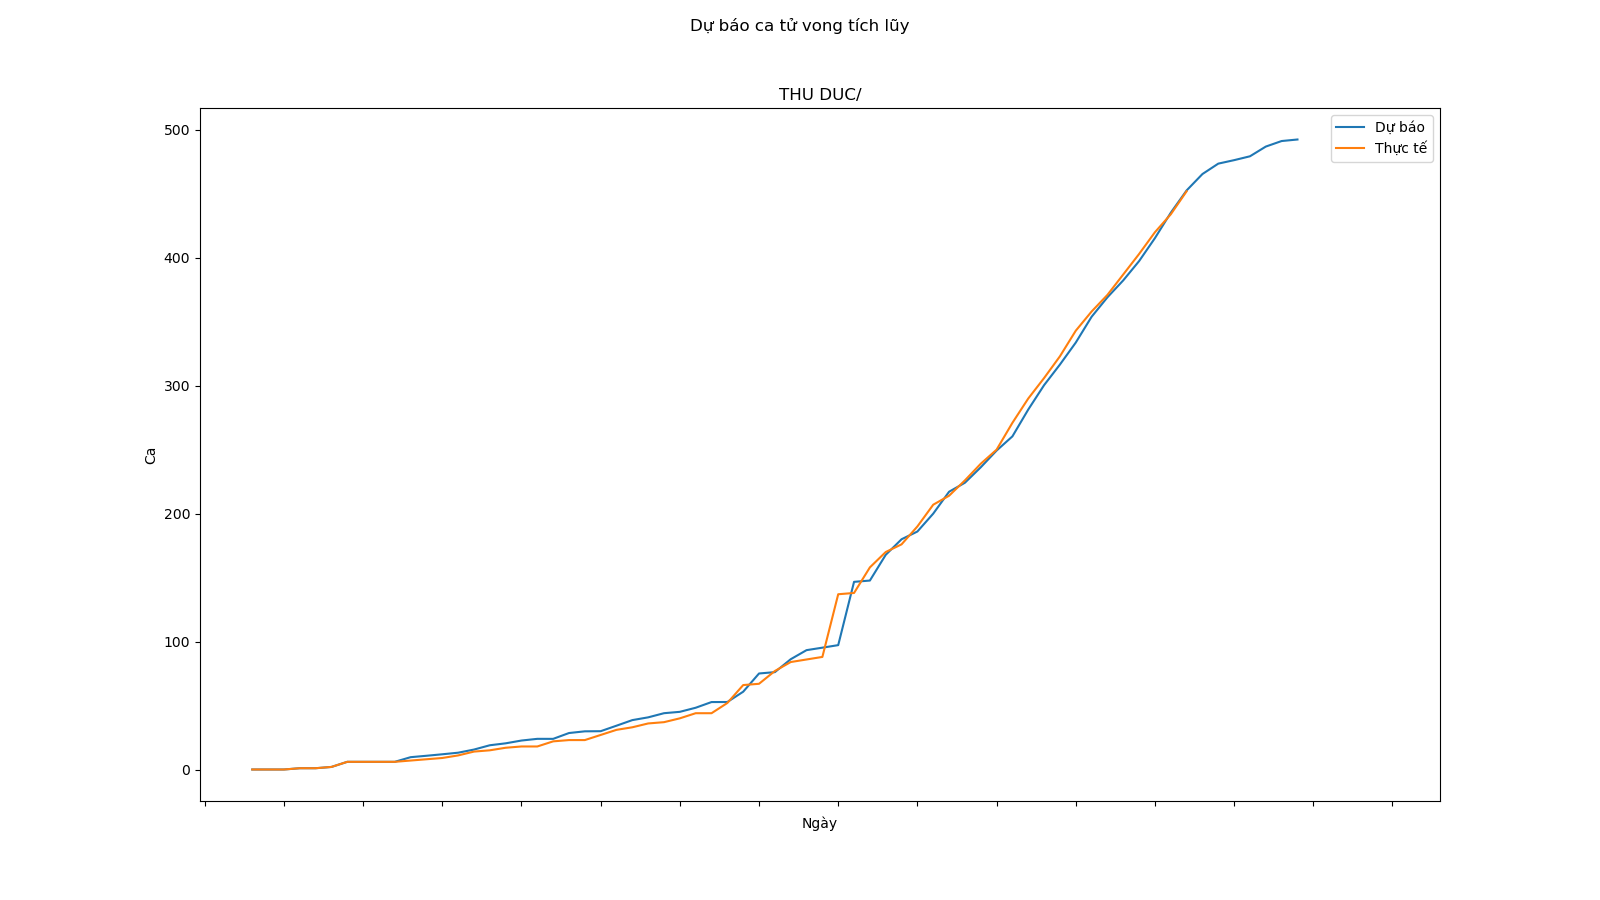 Dự báo ca tử vong tích lũy
THU DUC/
500
400
300
200
100
0
Ca
Ngày
Dự báo
Thực tế